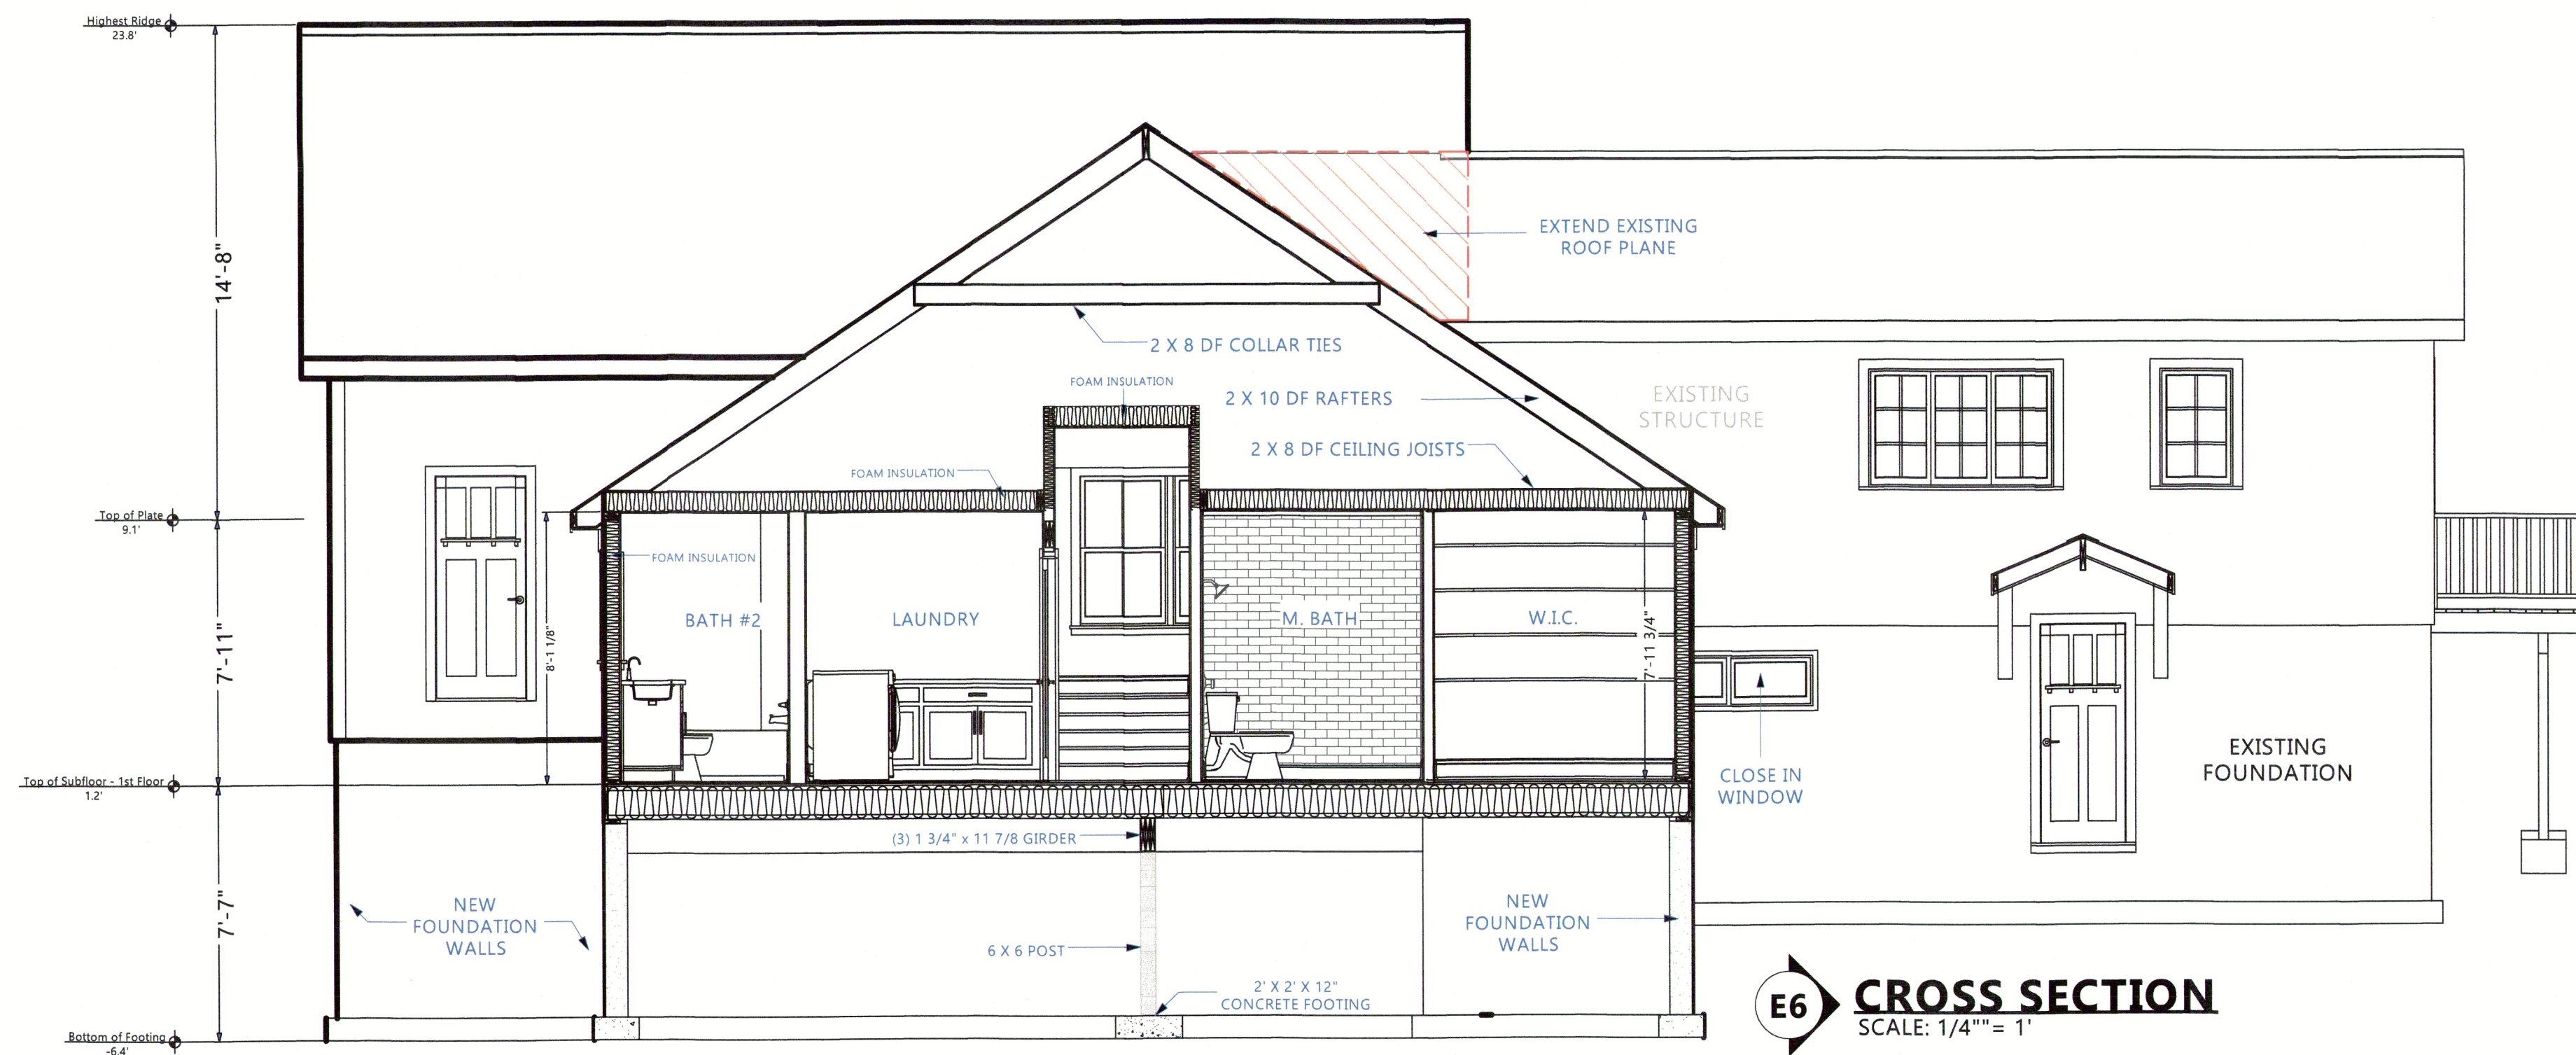 Highest Ridge
23.8'
14'-8"
EXTEND EXISTING
ROOF PLANE
2 X 8 DF COLLAR TIES
FOAM INSULATION
2 X 10 DF RAFTERS
EXISTING
STRUCTURE
2 X 8 DF CEILING JOISTS
FOAM INSULATION
Top of Plate
9.1'
FOAM INSULATION
7'-11"
8'-1 1/8"
BATH #2
LAUNDRY
M. BATH
W.I.C.
7'-11 3/4"
CLOSE IN
WINDOW
EXISTING
FOUNDATION
Top of Subfloor - 1st Floor
1.2'
(3) 1 3/4" x 11 7/8 GIRDER
7'-7"
NEW
FOUNDATION
WALLS
6 X 6 POST
NEW
FOUNDATION
WALLS
2' X 2' X 12"
CONCRETE FOOTING
Bottom of Footing
-6.4'
E6
CROSS SECTION
SCALE: 1/4""= 1'